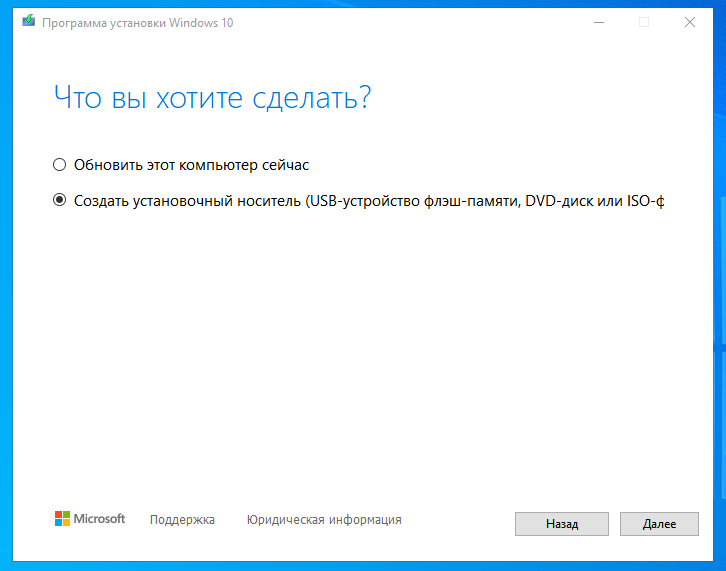 Программа установки Windows 10
Что вы хотите сделать?
Обновить этот компьютер сейчас
Создать установочный носитель (USB-устройство флэш-памяти, DVD-диск или ISO-ф
Microsoft Поддержка Юридическая информация Назад Далее